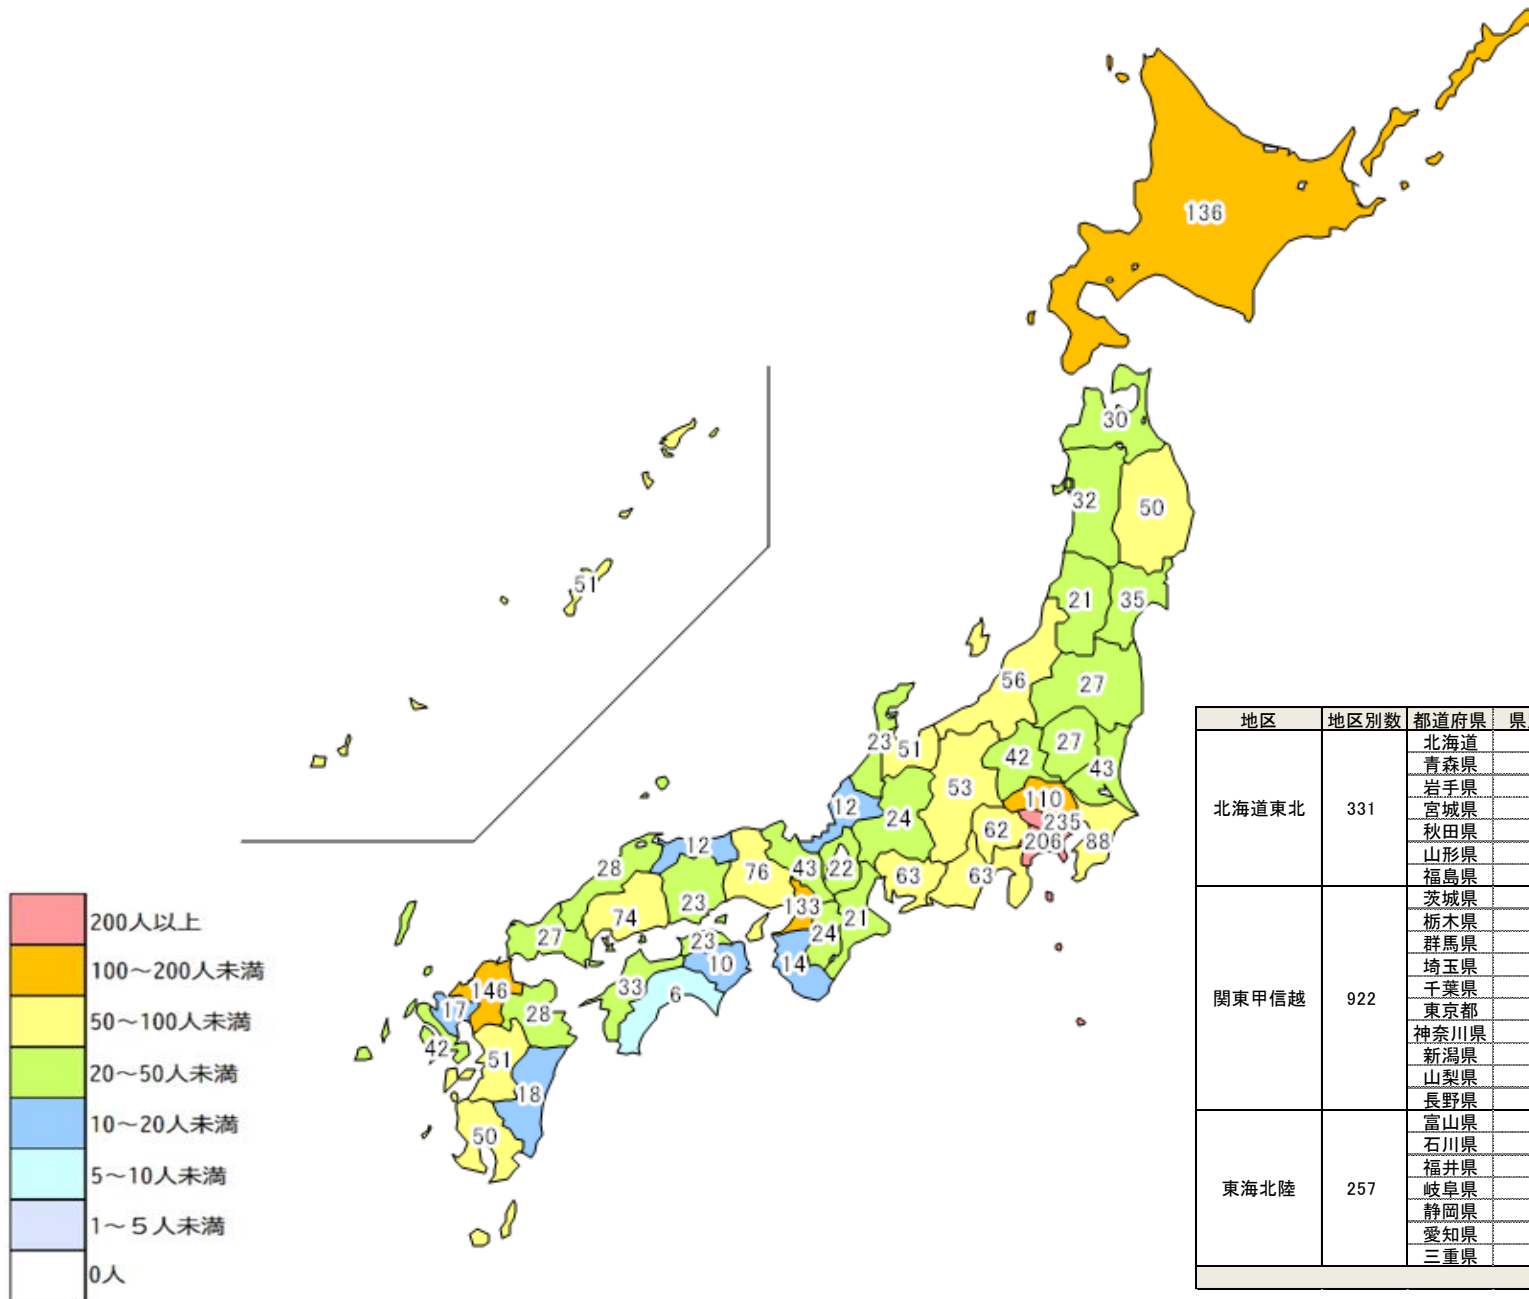 136
30
32
50
21
35
51
56
27
23
51
42
27
43
53
12
24
110
235
62
206
88
12
28
76
43
22
63
63
23
74
133
21
27
23
24
10
14
146
33
6
17
28
42
51
18
50
200人以上
100～200人未満
50～100人未満
20～50人未満
10～20人未満
5～10人未満
1～5人未満
0人
地区 地区別数 都道府県 県
北海道東北 331
北海道
青森県
岩手県
宮城県
秋田県
山形県
福島県
関東甲信越 922
茨城県
栃木県
群馬県
埼玉県
千葉県
東京都
神奈川県
新潟県
山梨県
長野県
東海北陸 257
富山県
石川県
福井県
岐阜県
静岡県
愛知県
三重県